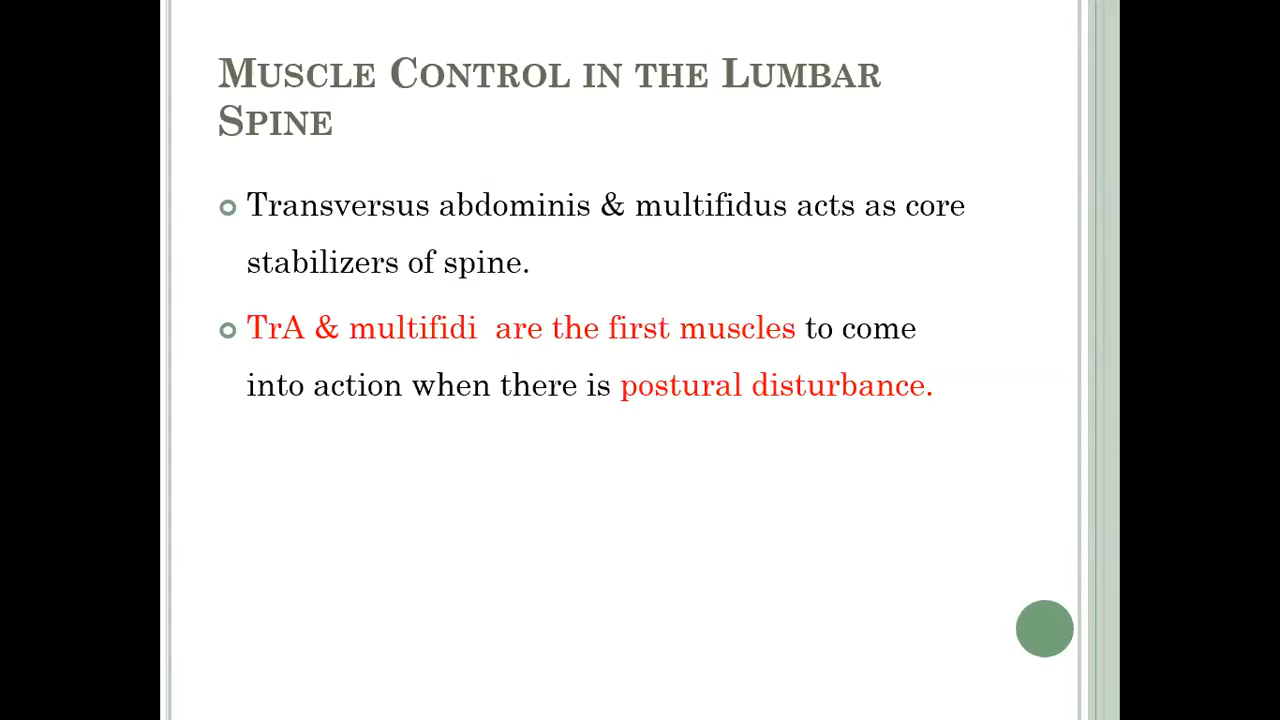 MUSCLE CONTROL IN THE LUMBAR
SPINE
Transversus abdominis & multifidus acts as core
stabilizers of spine.
TrA & multifidi are the first muscles to come
into action when there is postural disturbance.